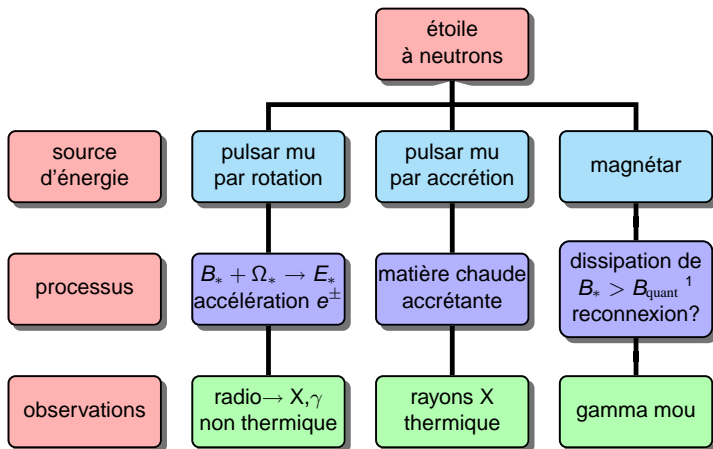 étoile
à neutrons
source
d'énergie
pulsar mu
par rotation
pulsar mu
par accrétion
magnétar
processus
B* + Ω* → E*
accélération e±
matière chaude
accrétante
dissipation de
B* > Bquant ¹
reconnexion?
observations
radio→ X,γ
non thermique
rayons X
thermique
gamma mou